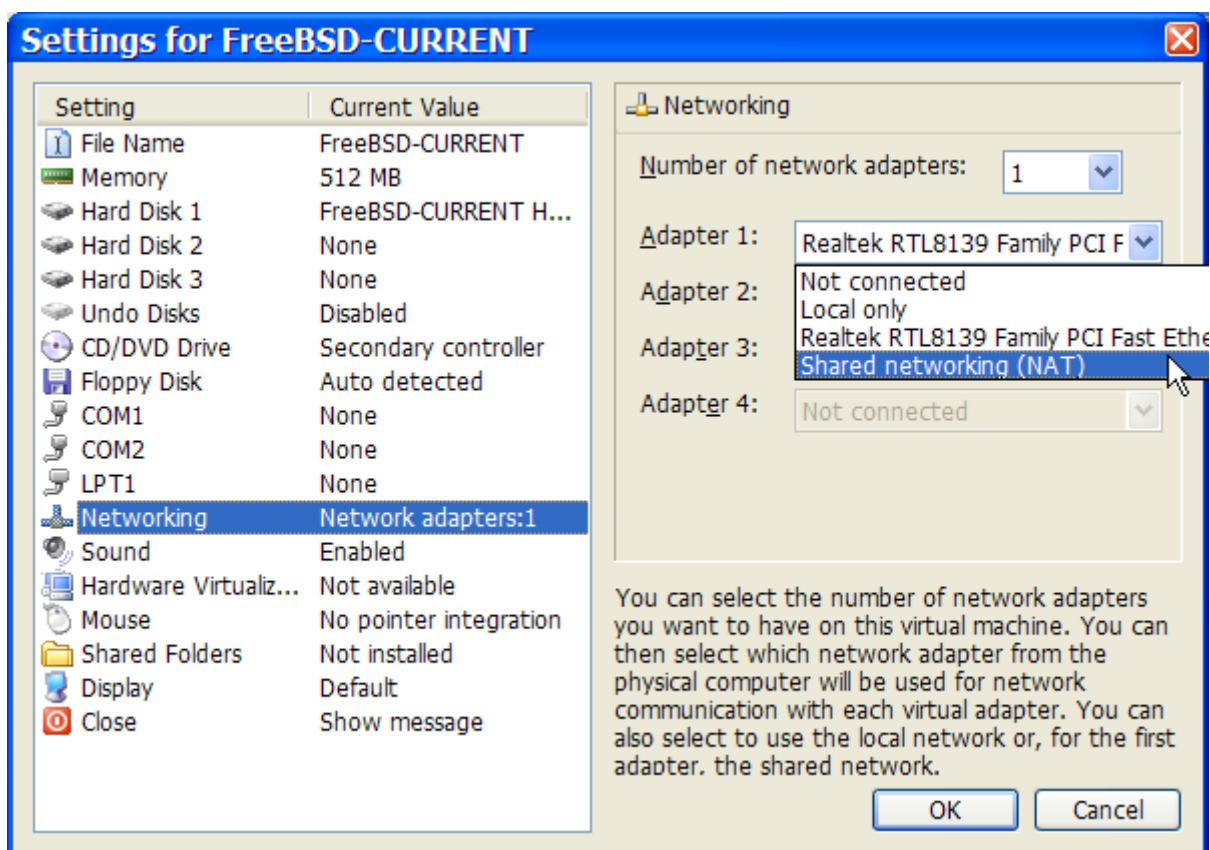 Settings for FreeBSD-CURRENT
Setting Current Value
File Name FreeBSD-CURRENT
Memory 512 MB
Hard Disk 1 FreeBSD-CURRENT H...
Hard Disk 2 None
Hard Disk 3 None
Undo Disks Disabled
CD/DVD Drive Secondary controller
Floppy Disk Auto detected
COM1 None
COM2 None
LPT1 None
Networking Network adapters:1
Sound Enabled
Hardware Virtualiz... Not available
Mouse No pointer integration
Shared Folders Not installed
Display Default
Close Show message
Networking
Number of network adapters: 1
Adapter 1: Realtek RTL8139 Family PCI F
Not connected
Local only
Realtek RTL8139 Family PCI Fast Ethe
Shared networking (NAT)
Adapter 2:
Adapter 3:
Adapter 4: Not connected
You can select the number of network adapters
you want to have on this virtual machine. You can
then select which network adapter from the
physical computer will be used for network
communication with each virtual adapter. You can
also select to use the local network or, for the first
adapter, the shared network.
OK Cancel